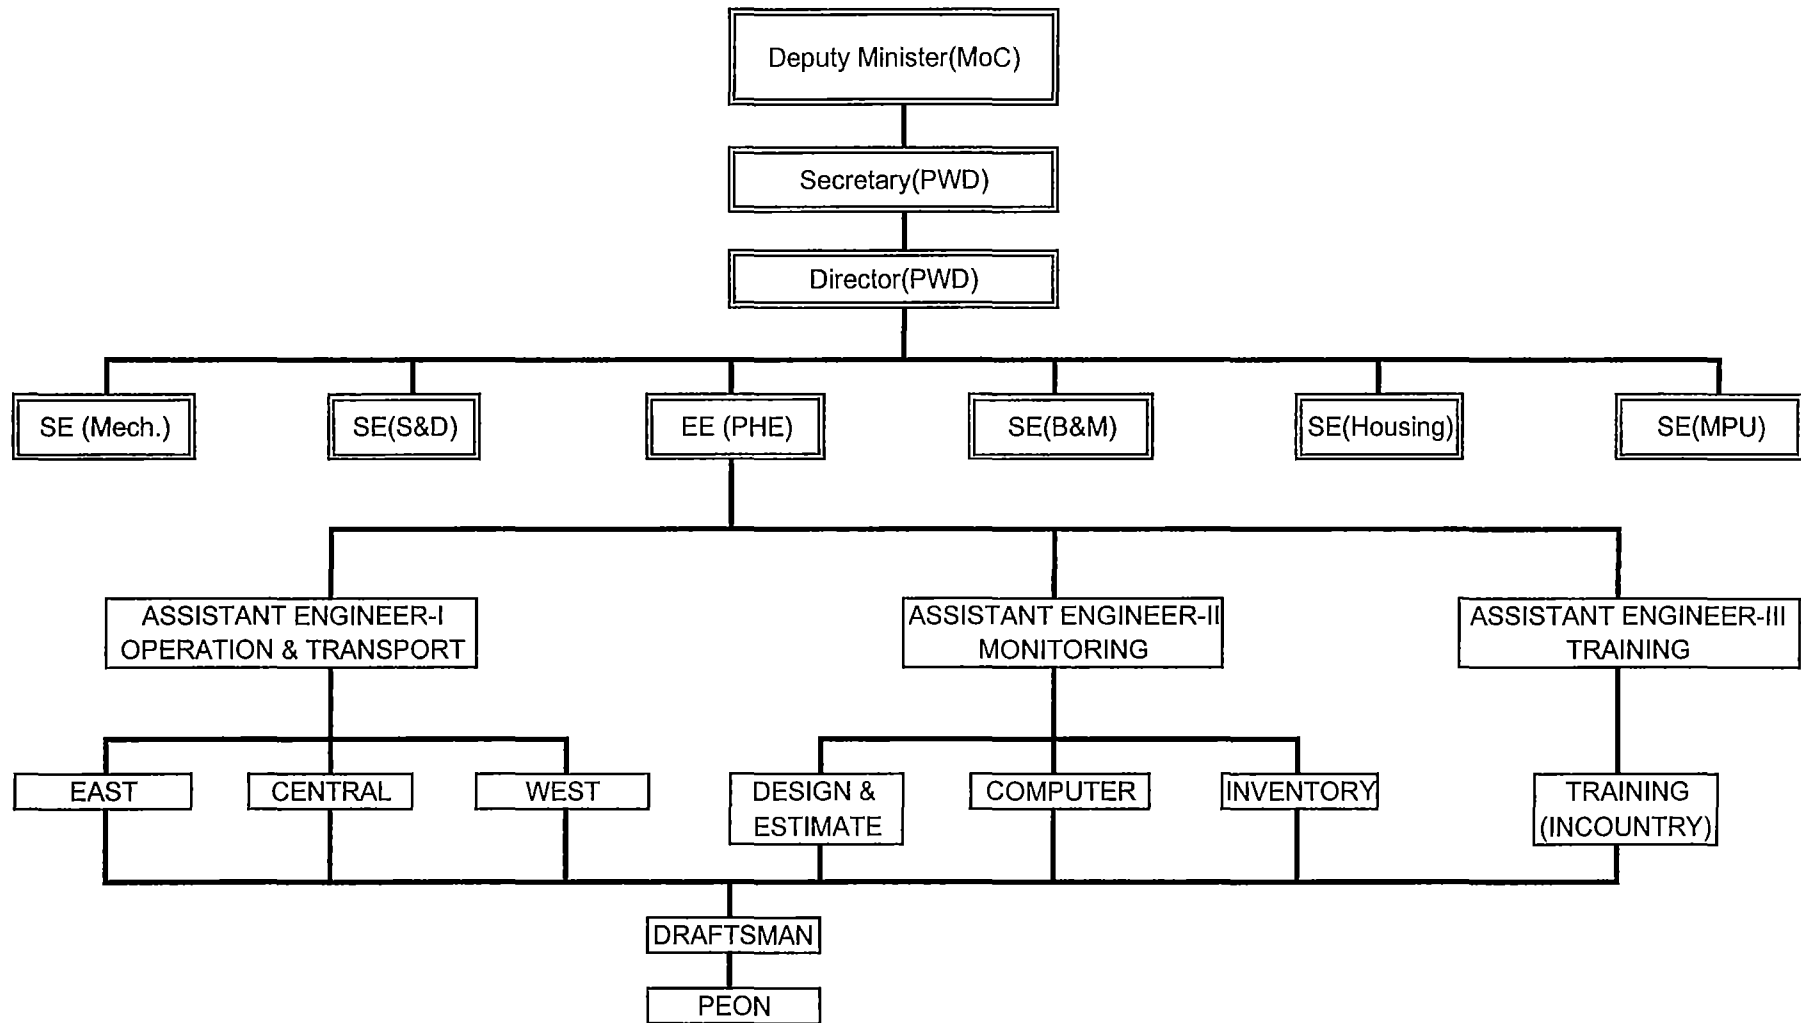 Deputy Minister(MoC)
Secretary(PWD)
Director(PWD)
SE (Mech.)
SE(S&D)
EE (PHE)
SE(B&M)
SE(Housing)
SE(MPU)
ASSISTANT ENGINEER-I
OPERATION & TRANSPORT
ASSISTANT ENGINEER-II
MONITORING
ASSISTANT ENGINEER-III
TRAINING
EAST
CENTRAL
WEST
DESIGN &
ESTIMATE
COMPUTER
INVENTORY
TRAINING
(INCOUNTRY)
DRAFTSMAN
PEON